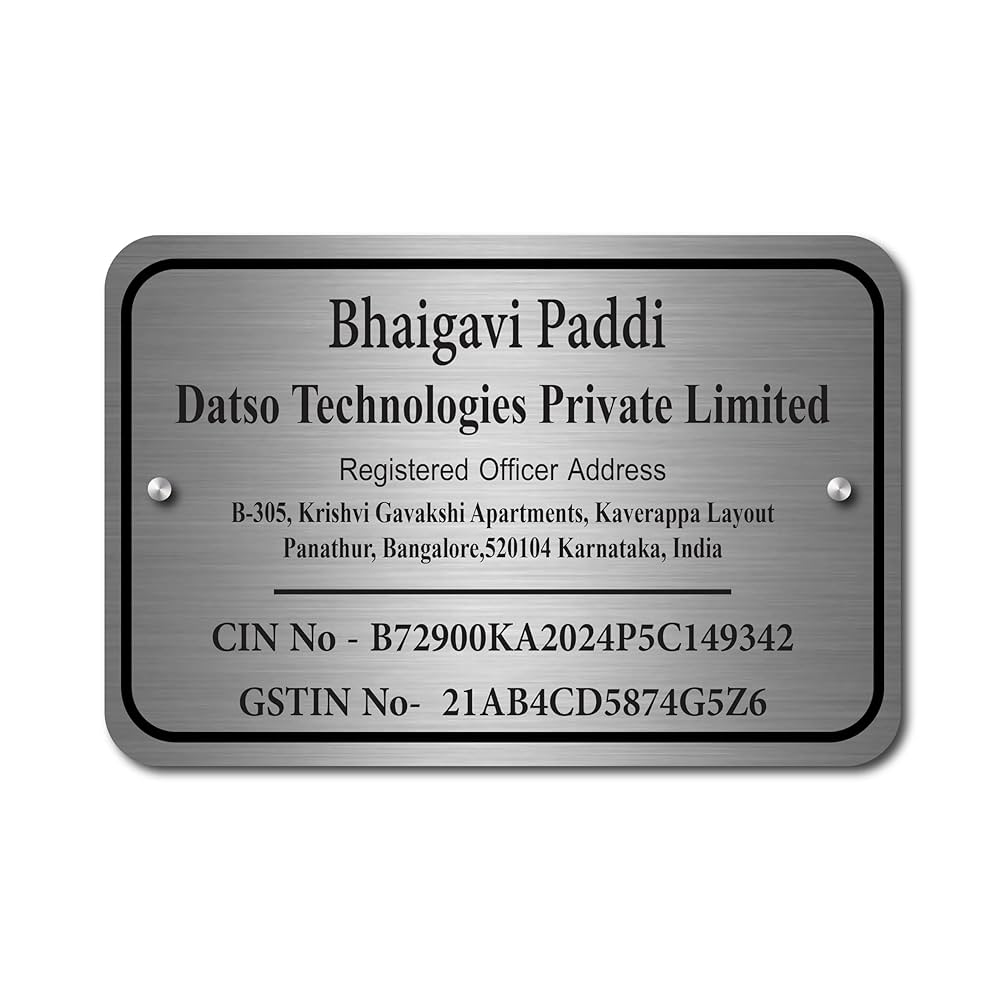 Bhaigavi Paddi
Datso Technologies Private Limited
Registered Officer Address
B-305, Krishvi Gavakshi Apartments, Kaverappa Layout
Panathur, Bangalore,520104 Karnataka, India
CIN No - B72900KA2024P5C149342
GSTIN No- 21AB4CD5874G5Z6